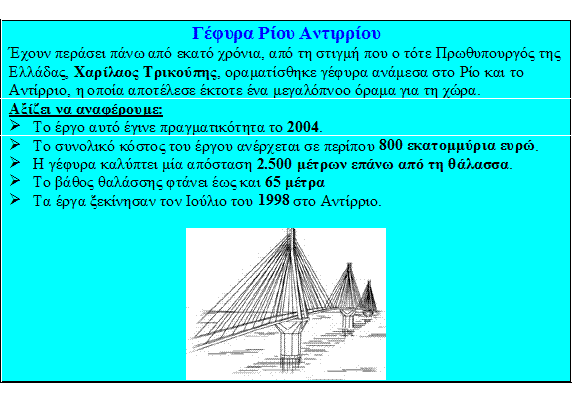 Γέφυρα Ρίου Αντιρρίου
Έχουν περάσει πάνω από εκατό χρόνια, από τη στιγμή που ο τότε Πρωθυπουργός της
Ελλάδας, Χαρίλαος Τρικούπης, οραματίσθηκε γέφυρα ανάμεσα στο Ρίο και το
Αντίρριο, η οποία αποτέλεσε έκτοτε ένα μεγαλόπνοο όραμα για τη χώρα.
Αξίζει να αναφέρουμε:
➢ Το έργο αυτό έγινε πραγματικότητα το 2004.
➢ Το συνολικό κόστος του έργου ανέρχεται σε περίπου 800 εκατομμύρια ευρώ.
➢ Η γέφυρα καλύπτει μία απόσταση 2.500 μέτρων επάνω από τη θάλασσα.
➢ Το βάθος θαλάσσης φτάνει έως και 65 μέτρα
➢ Τα έργα ξεκίνησαν τον Ιούλιο του 1998 στο Αντίρριο.